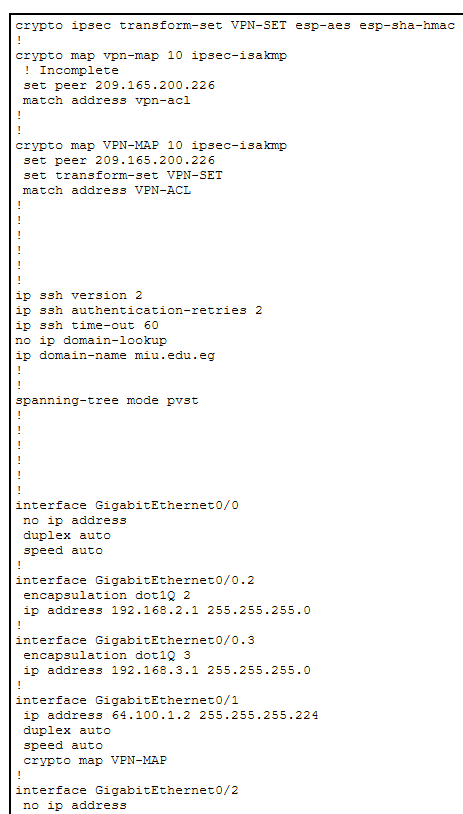 crypto ipsec transform-set VPN-SET esp-aes esp-sha-hmac
!
crypto map vpn-map 10 ipsec-isakmp
 ! Incomplete
 set peer 209.165.200.226
 match address vpn-acl
!
!
crypto map VPN-MAP 10 ipsec-isakmp
 set peer 209.165.200.226
 set transform-set VPN-SET
 match address VPN-ACL
!
!
!
!
!
!
ip ssh version 2
ip ssh authentication-retries 2
ip ssh time-out 60
no ip domain-lookup
ip domain-name miu.edu.eg
!
!
spanning-tree mode pvst
!
!
!
!
!
!
interface GigabitEthernet0/0
 no ip address
 duplex auto
 speed auto
!
interface GigabitEthernet0/0.2
 encapsulation dot1Q 2
 ip address 192.168.2.1 255.255.255.0
!
interface GigabitEthernet0/0.3
 encapsulation dot1Q 3
 ip address 192.168.3.1 255.255.255.0
!
interface GigabitEthernet0/1
 ip address 64.100.1.2 255.255.255.224
 duplex auto
 speed auto
 crypto map VPN-MAP
!
interface GigabitEthernet0/2
 no ip address